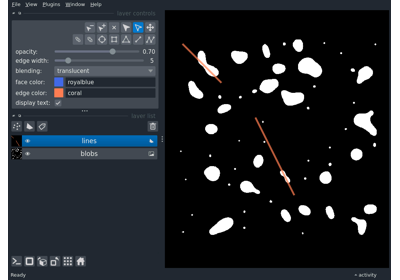 File View Plugins Window Help
layer controls
opacity: 0.70
edge width: 5
blending: translucent
face color: royalblue
edge color: coral
display text:
layer list
lines
blobs
Ready activity